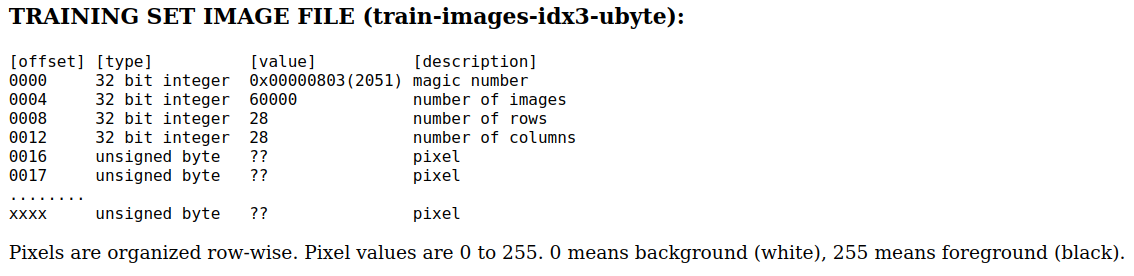 TRAINING SET IMAGE FILE (train-images-idx3-ubyte):
[offset] [type]          [value]          [description]
0000     32 bit integer  0x00000803(2051) magic number
0004     32 bit integer  60000            number of images
0008     32 bit integer  28               number of rows
0012     32 bit integer  28               number of columns
0016     unsigned byte   ??               pixel
0017     unsigned byte   ??               pixel
........
xxxx     unsigned byte   ??               pixel
Pixels are organized row-wise. Pixel values are 0 to 255. 0 means background (white), 255 means foreground (black).